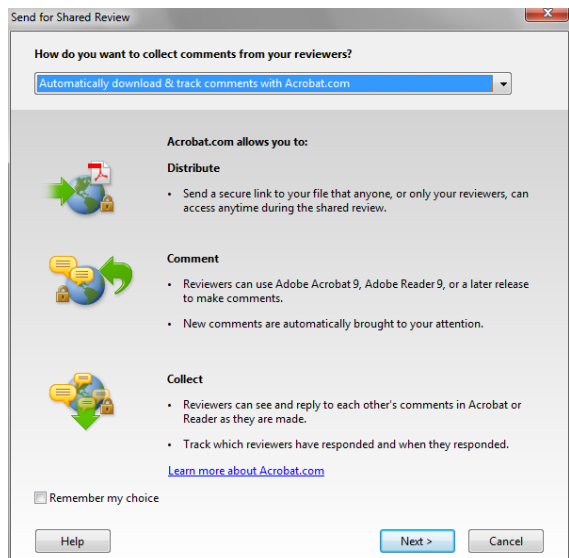 Send for Shared Review
How do you want to collect comments from your reviewers?
Automatically download & track comments with Acrobat.com
Acrobat.com allows you to:
Distribute
• Send a secure link to your file that anyone, or only your reviewers, can
access anytime during the shared review.
Comment
• Reviewers can use Adobe Acrobat 9, Adobe Reader 9, or a later release
to make comments.
• New comments are automatically brought to your attention.
Collect
• Reviewers can see and reply to each other's comments in Acrobat or
Reader as they are made.
• Track which reviewers have responded and when they responded.
Learn more about Acrobat.com
Remember my choice
Help
Next >
Cancel